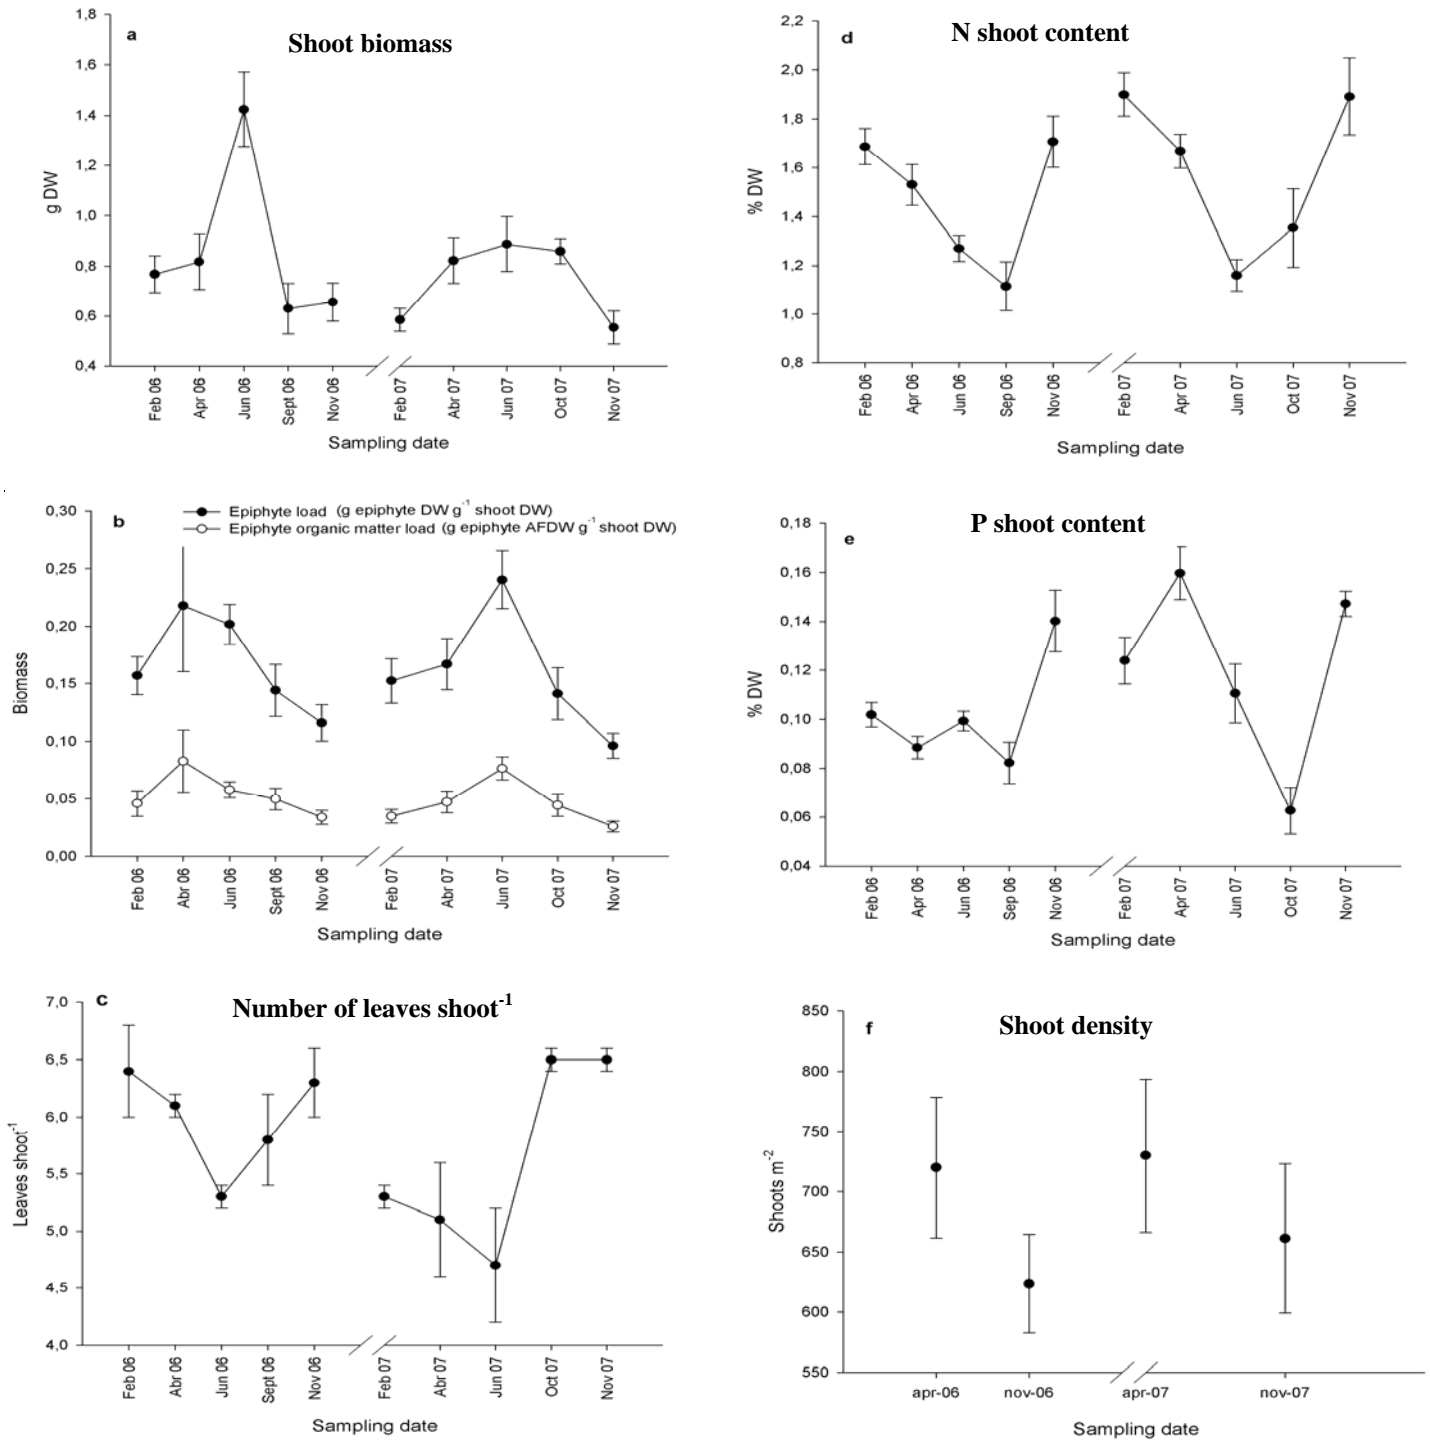 a
Shoot biomass
1,8
1,6
1,4
1,2
1,0
0,8
0,6
0,4
g DW
Feb 06
Apr 06
Jun 06
Sept 06
Nov 06
Feb 07
Abr 07
Jun 07
Oct 07
Nov 07
Sampling date
d
N shoot content
2,2
2,0
1,8
1,6
1,4
1,2
1,0
0,8
% DW
Feb 06
Apr 06
Jun 06
Sep 06
Nov 06
Feb 07
Apr 07
Jun 07
Oct 07
Nov 07
Sampling date
b
Epiphyte load (g epiphyte DW g⁻¹ shoot DW)
Epiphyte organic matter load (g epiphyte AFDW g⁻¹ shoot DW)
0,30
0,25
0,20
0,15
0,10
0,05
0,00
Biomass
Feb 06
Abr 06
Jun 06
Sept 06
Nov 06
Feb 07
Abr 07
Jun 07
Oct 07
Nov 07
Sampling date
e
P shoot content
0,18
0,16
0,14
0,12
0,10
0,08
0,06
0,04
% DW
Feb 06
Apr 06
Jun 06
Sep 06
Nov 06
Feb 07
Apr 07
Jun 07
Oct 07
Nov 07
Sampling date
c
Number of leaves shoot⁻¹
7,0
6,5
6,0
5,5
5,0
4,5
4,0
Leaves shoot⁻¹
Feb 06
Abr 06
Jun 06
Sept 06
Nov 06
Feb 07
Apr 07
Jun 07
Oct 07
Nov 07
Sampling date
f
Shoot density
850
800
750
700
650
600
550
Shoots m⁻²
apr-06
nov-06
apr-07
nov-07
Sampling date